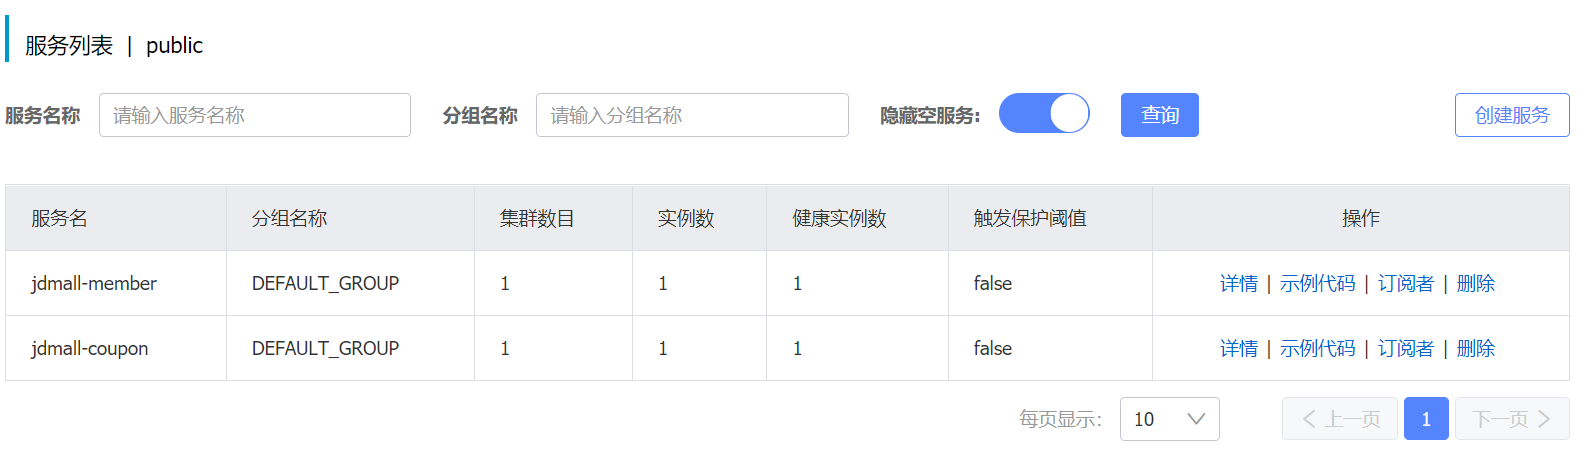 服务列表 | public
服务名称 请输入服务名称 分组名称 请输入分组名称 隐藏空服务: 查询 创建服务
服务名 分组名称 集群数目 实例数 健康实例数 触发保护阈值 操作
jdmall-member DEFAULT_GROUP 1 1 1 false 详情 | 示例代码 | 订阅者 | 删除
jdmall-coupon DEFAULT_GROUP 1 1 1 false 详情 | 示例代码 | 订阅者 | 删除
每页显示: 10 上一页 1 下一页